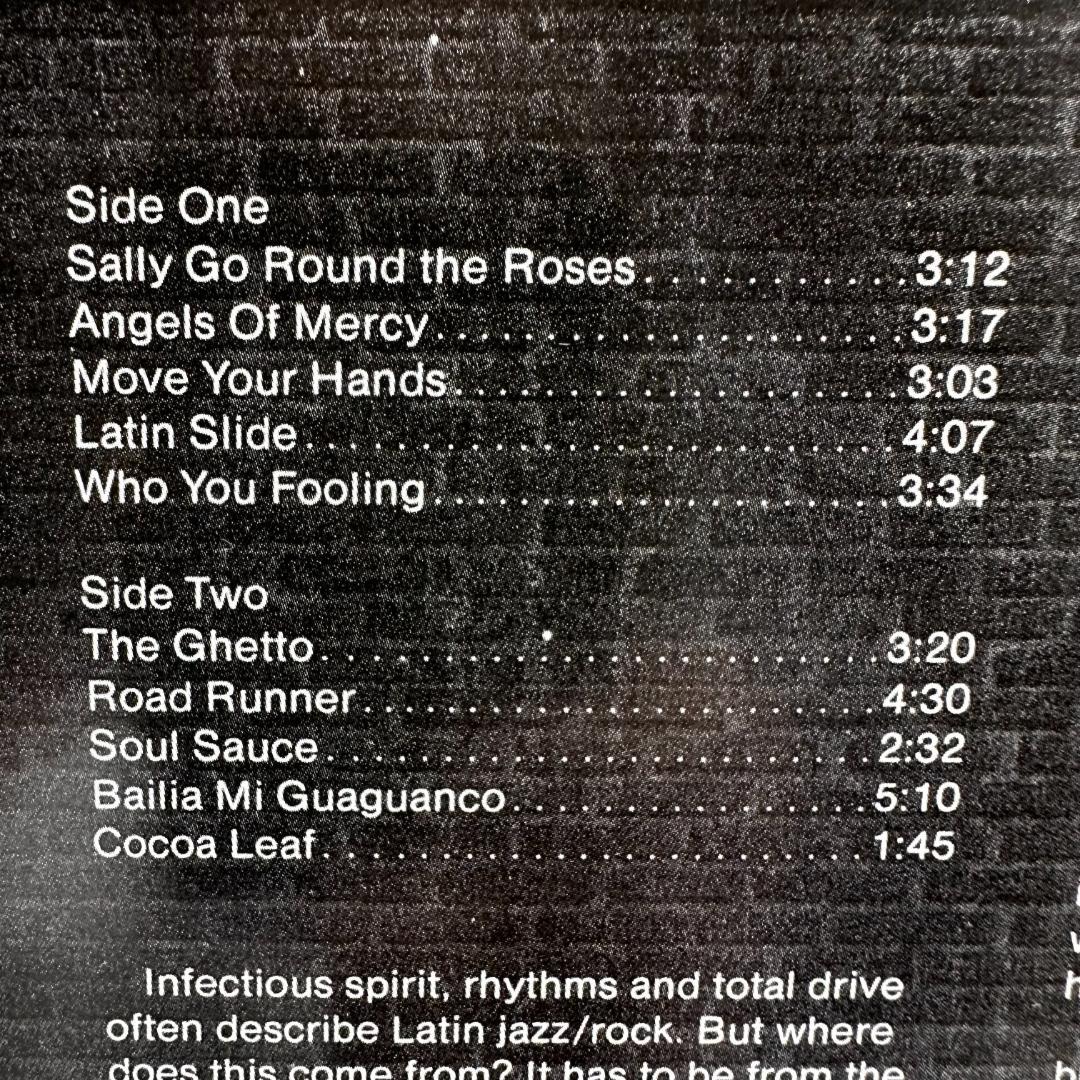 Side One
Sally Go Round the Roses............3:12
Angels Of Mercy....................3:17
Move Your Hands...................3:03
Latin Slide........................4:07
Who You Fooling...................3:34
Side Two
The Ghetto........................3:20
Road Runner......................4:30
Soul Sauce........................2:32
Bailia Mi Guaguanco...............5:10
Cocoa Leaf........................1:45
Infectious spirit, rhythms and total drive
often describe Latin jazz/rock. But where
does this come from? It has to be from the